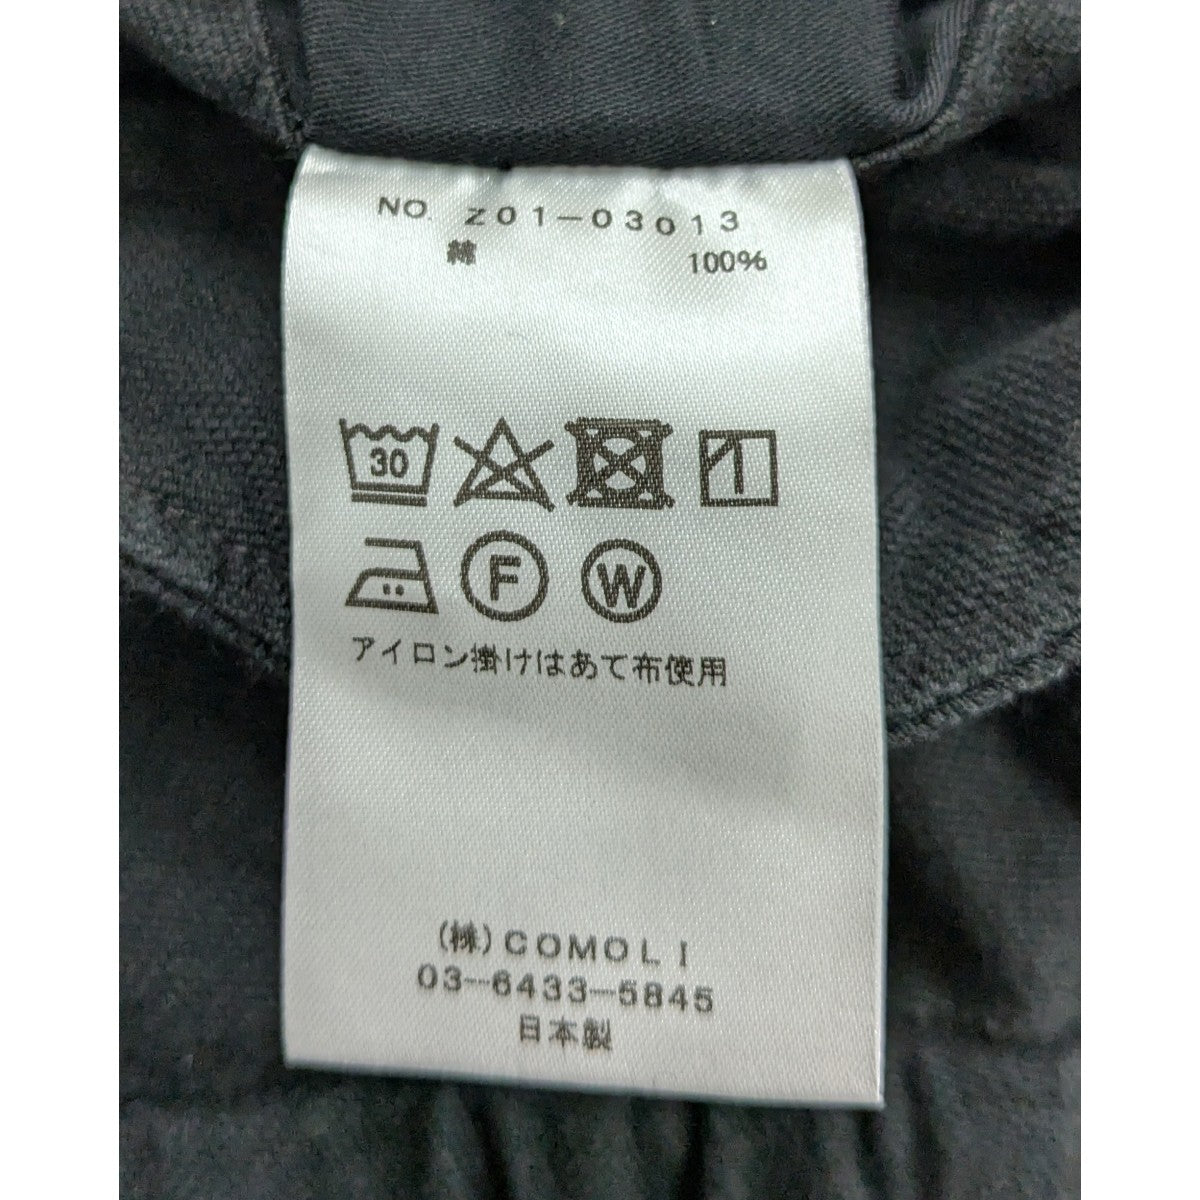 NO. Z01-03013
綿 100%
30
F W
アイロン掛けはあて布使用
(株)COMOLI
03-6433-5845
日本製